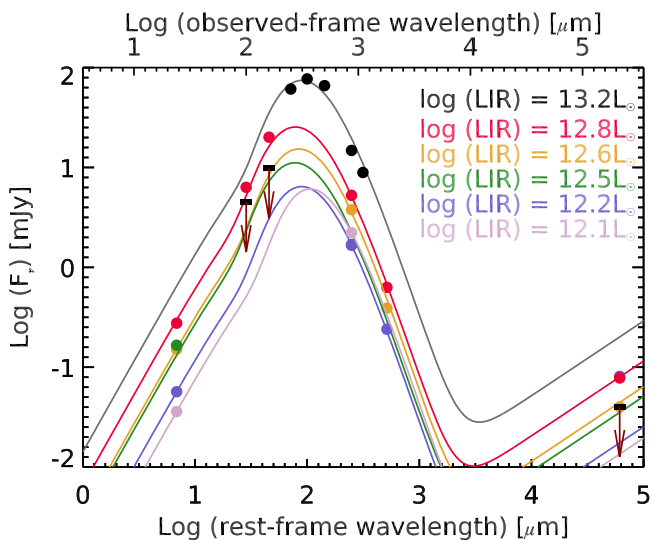 Log (observed-frame wavelength) [μm]
1 2 3 4 5
2
1
0
-1
-2
Log (Fν) [mJy]
log (LIR) = 13.2L☉
log (LIR) = 12.8L☉
log (LIR) = 12.6L☉
log (LIR) = 12.5L☉
log (LIR) = 12.2L☉
log (LIR) = 12.1L☉
0 1 2 3 4 5
Log (rest-frame wavelength) [μm]